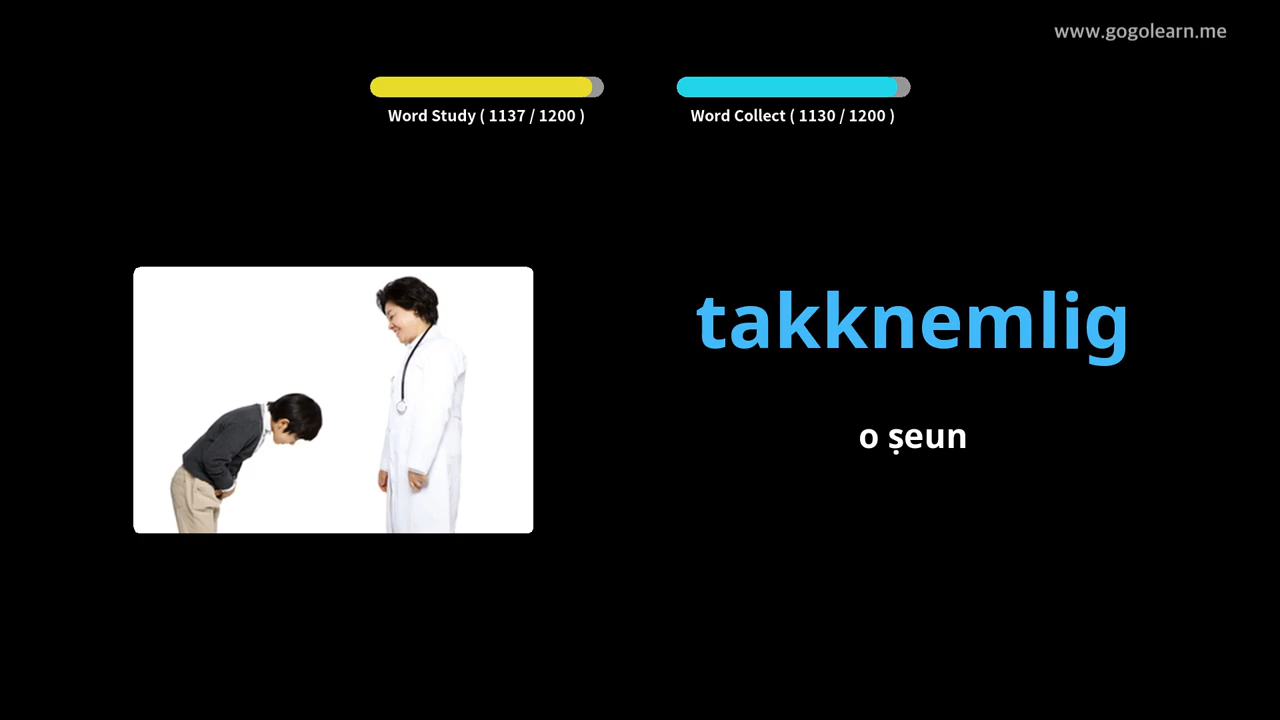 www.gogolearn.me
Word Study ( 1137 / 1200 )
Word Collect ( 1130 / 1200 )
takknemlig
o ṣeun